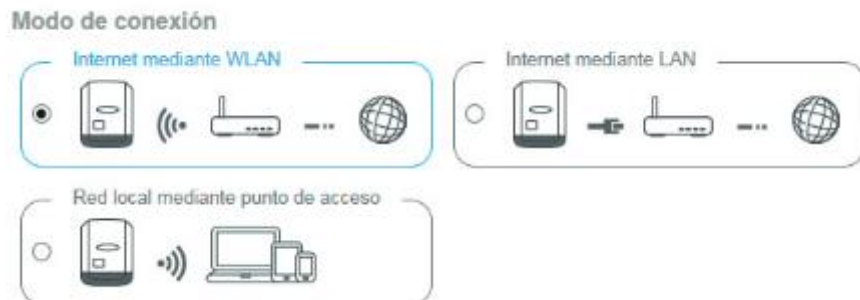 Modo de conexión
Internet mediante WLAN
Internet mediante LAN
Red local mediante punto de acceso